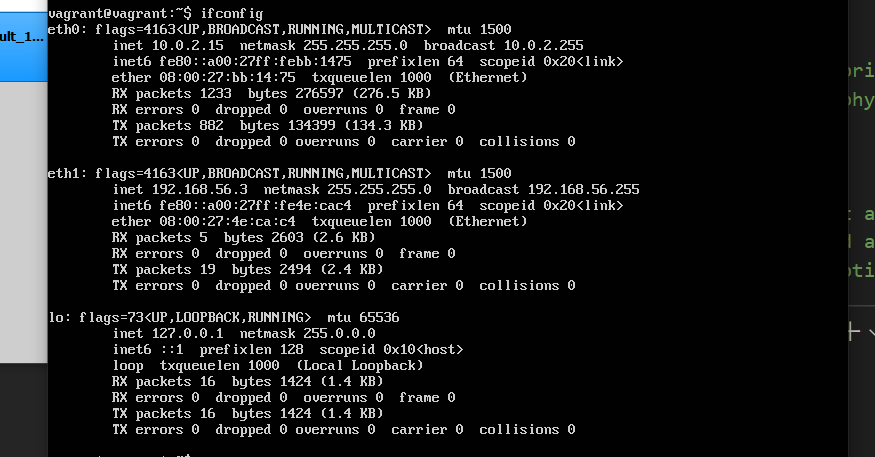 vagrant@vagrant:~$ ifconfig
eth0: flags=4163<UP,BROADCAST,RUNNING,MULTICAST>  mtu 1500
        inet 10.0.2.15  netmask 255.255.255.0  broadcast 10.0.2.255
        inet6 fe80::a00:27ff:febb:1475  prefixlen 64  scopeid 0x20<link>
        ether 08:00:27:bb:14:75  txqueuelen 1000  (Ethernet)
        RX packets 1233  bytes 276597 (276.5 KB)
        RX errors 0  dropped 0  overruns 0  frame 0
        TX packets 882  bytes 134399 (134.3 KB)
        TX errors 0  dropped 0 overruns 0  carrier 0  collisions 0
eth1: flags=4163<UP,BROADCAST,RUNNING,MULTICAST>  mtu 1500
        inet 192.168.56.3  netmask 255.255.255.0  broadcast 192.168.56.255
        inet6 fe80::a00:27ff:fe4e:cac4  prefixlen 64  scopeid 0x20<link>
        ether 08:00:27:4e:ca:c4  txqueuelen 1000  (Ethernet)
        RX packets 5  bytes 2603 (2.6 KB)
        RX errors 0  dropped 0  overruns 0  frame 0
        TX packets 19  bytes 2494 (2.4 KB)
        TX errors 0  dropped 0 overruns 0  carrier 0  collisions 0
lo: flags=73<UP,LOOPBACK,RUNNING>  mtu 65536
        inet 127.0.0.1  netmask 255.0.0.0
        inet6 ::1  prefixlen 128  scopeid 0x10<host>
        loop  txqueuelen 1000  (Local Loopback)
        RX packets 16  bytes 1424 (1.4 KB)
        RX errors 0  dropped 0  overruns 0  frame 0
        TX packets 16  bytes 1424 (1.4 KB)
        TX errors 0  dropped 0 overruns 0  carrier 0  collisions 0
ult_1...